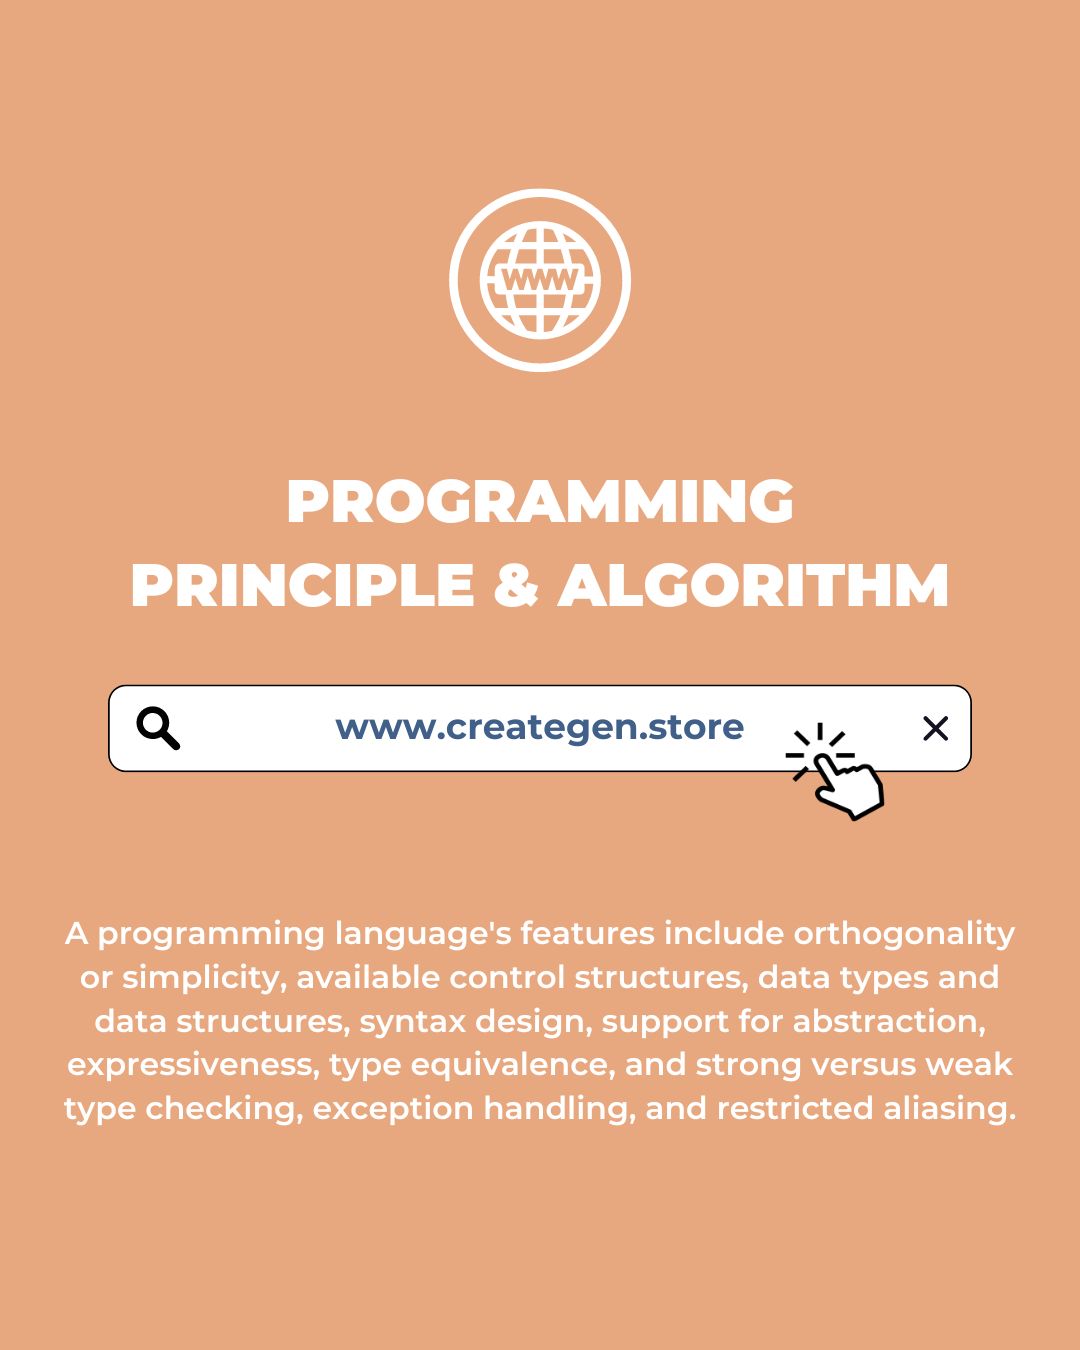 WWW
PROGRAMMING
PRINCIPLE & ALGORITHM
www.creategen.store
A programming language's features include orthogonality
or simplicity, available control structures, data types and
data structures, syntax design, support for abstraction,
expressiveness, type equivalence, and strong versus weak
type checking, exception handling, and restricted aliasing.